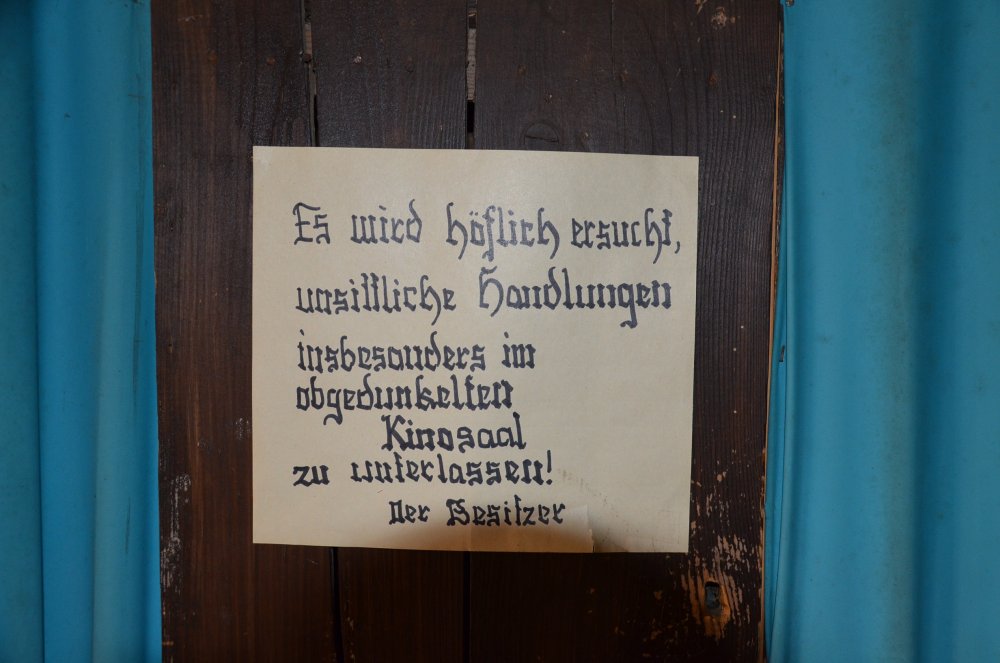 Es wird höflich ersucht,
unsittliche Handlungen
insbesonders im
abgedunkelten
Kinosaal
zu unterlassen!
Der Besitzer